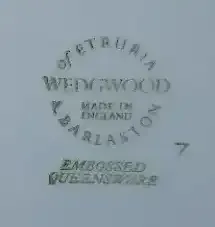 of ETRURIA
WEDGWOOD
MADE IN
ENGLAND
& BARLASTON
7
EMBOSSED
QUEENSWARE